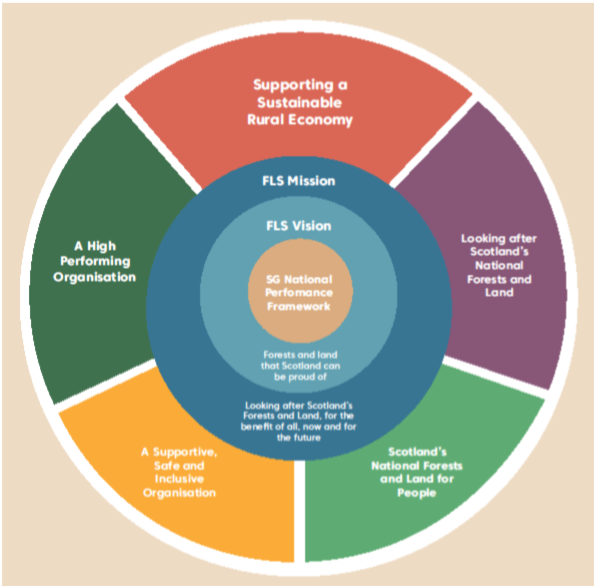 Supporting a
Sustainable
Rural Economy
FLS Mission
FLS Vision
SG National
Perfomance
Framework
Forests and land
that Scotland can
be proud of
Looking after Scotland's
Forests and Land, for the
benefit of all, now and for
the future
A High
Performing
Organisation
Looking after
Scotland's
National
Forests and
Land
A Supportive,
Safe and
Inclusive
Organisation
Scotland's
National Forests
and Land for
People